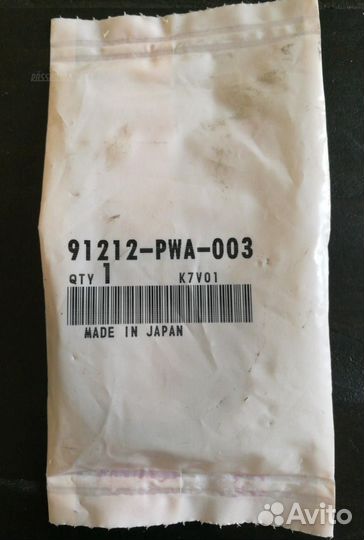 91212-PWA-003
QTY 1 K7V01
MADE IN JAPAN
Avito